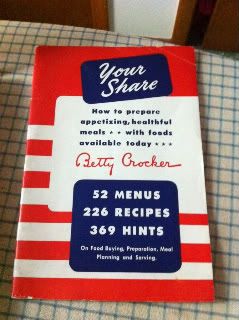 Your
Share
How to prepare
appetizing, healthful
meals ★ ★ with foods
available today ★ ★ ★
Betty Crocker
52 MENUS
226 RECIPES
369 HINTS
On Food Buying, Preparation, Meal
Planning and Serving.